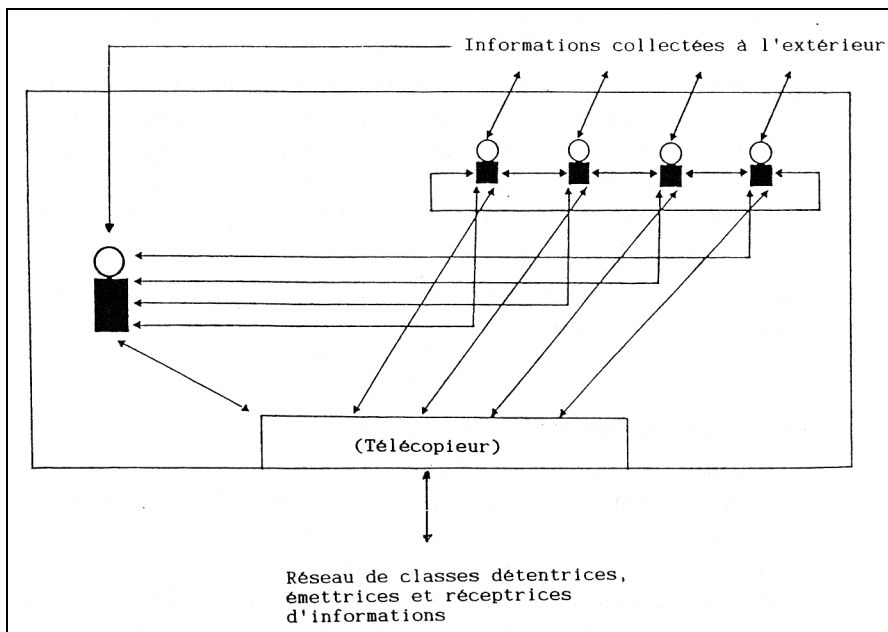 Informations collectées à l'extérieur
(Télécopieur)
Réseau de classes détentrices,
émettrices et réceptrices
d'informations